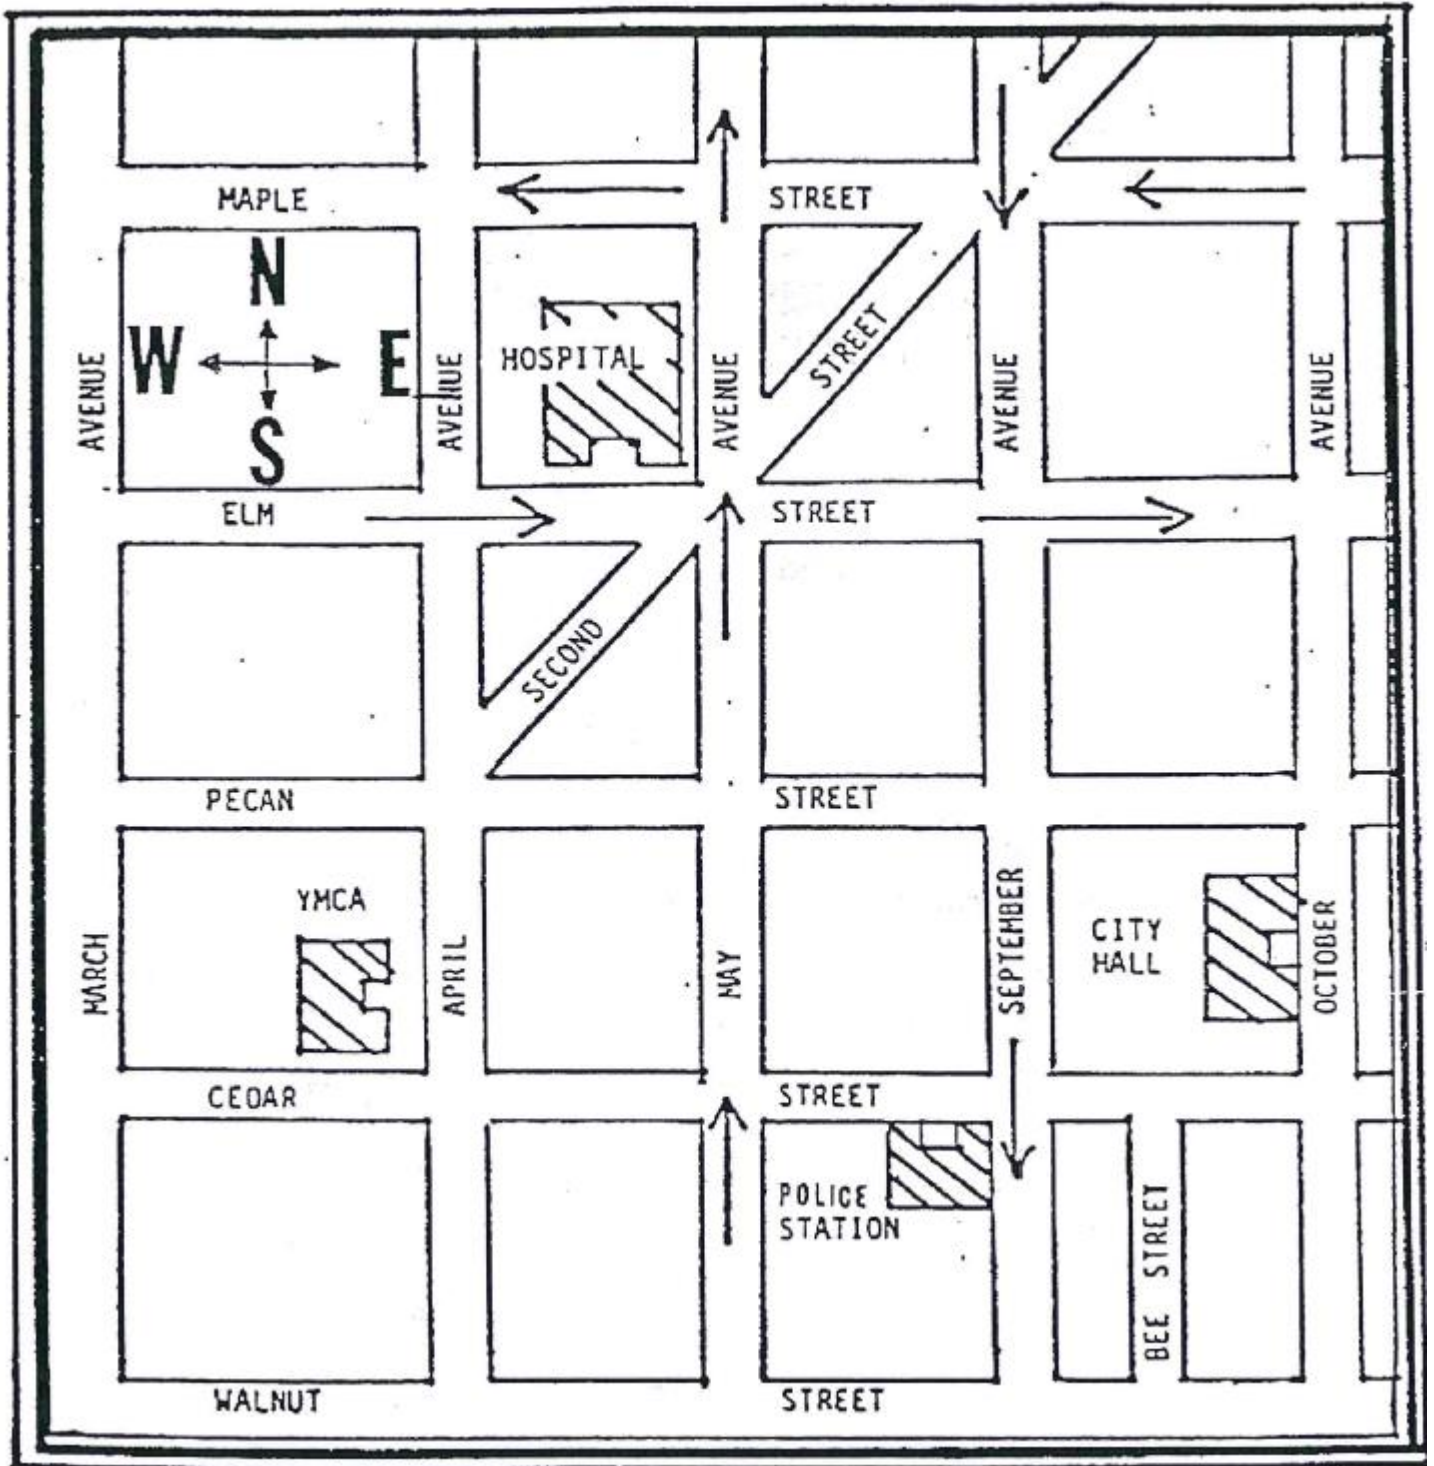 MAPLE STREET
N
W E
S
AVENUE AVENUE AVENUE AVENUE AVENUE
HOSPITAL
STREET
ELM STREET
SECOND
PECAN STREET
YMCA
MARCH APRIL MAY SEPTEMBER OCTOBER
CITY
HALL
CEDAR STREET
POLICE
STATION
BEE STREET
WALNUT STREET